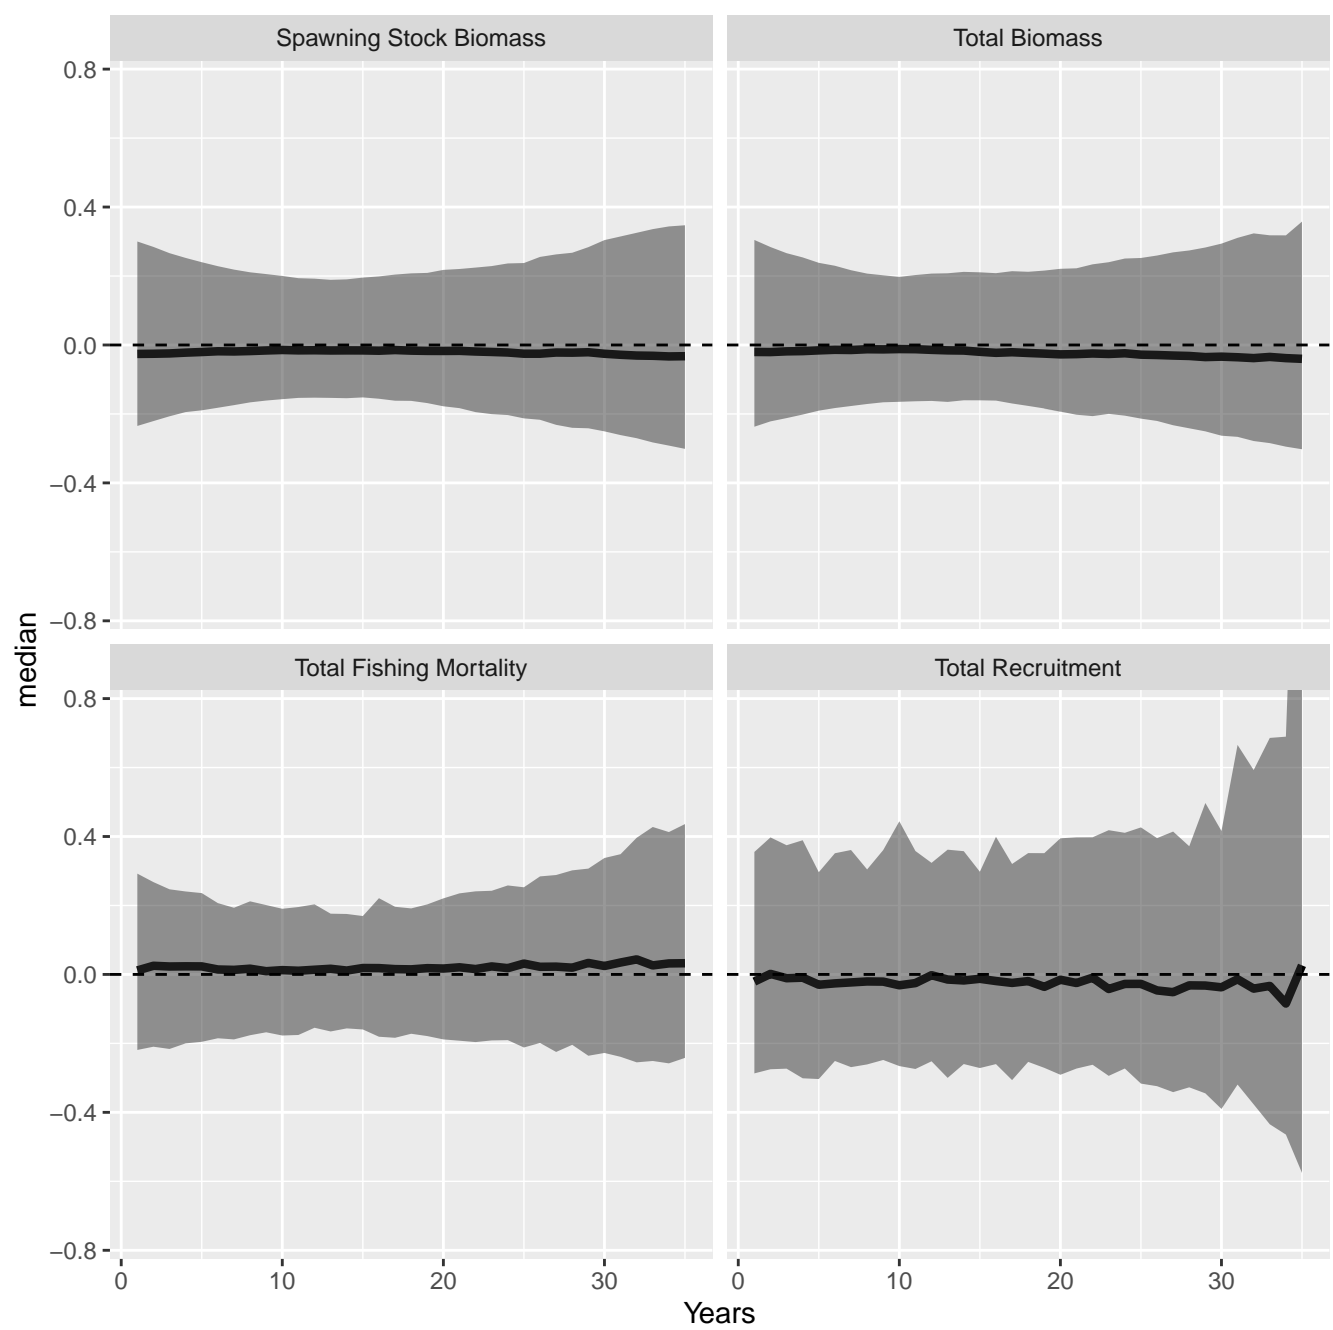 Spawning Stock Biomass
Total Biomass
0.8
0.4
0.0
−0.4
−0.8
median
Total Fishing Mortality
Total Recruitment
0.8
0.4
0.0
−0.4
−0.8
0 10 20 30
0 10 20 30
Years